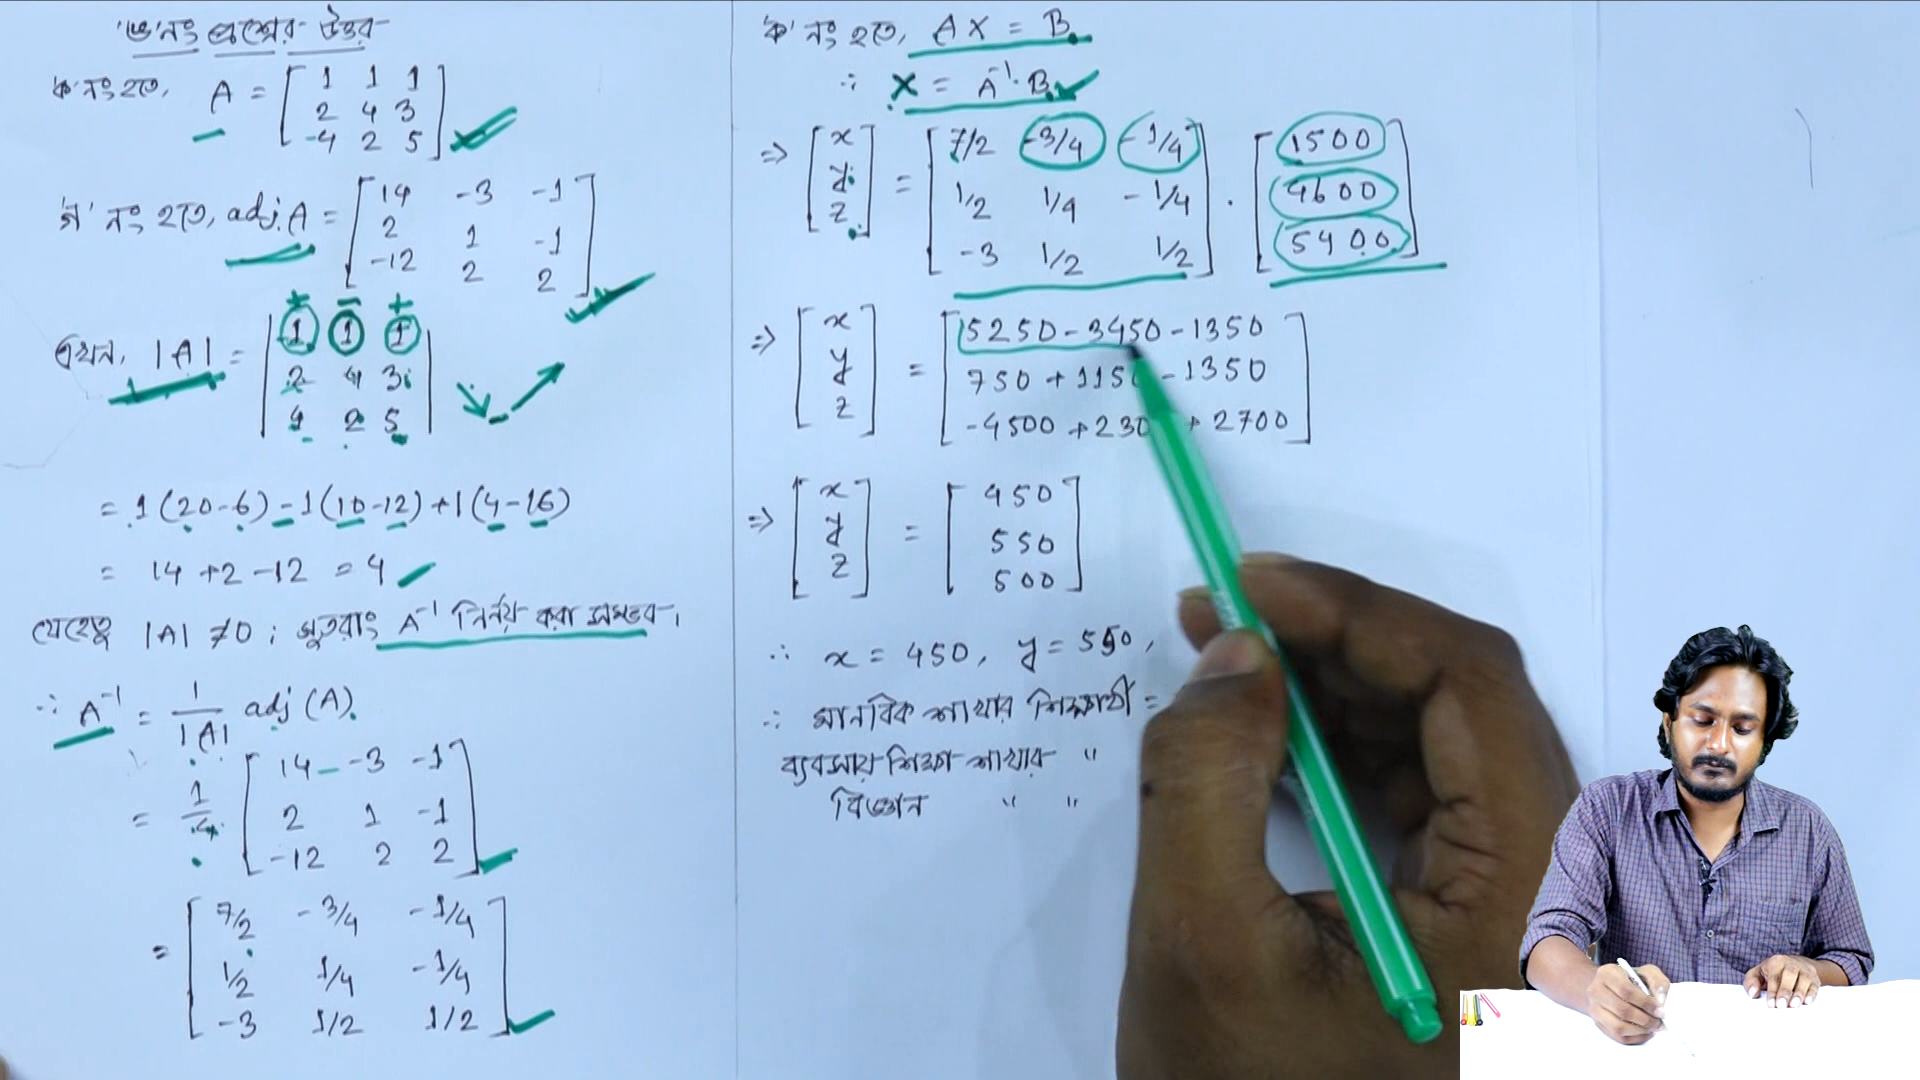 'ঙ' নং প্রশ্নের উত্তর
'ক' নং হতে, A = [1 1 1
2 4 3
-4 2 5]
'গ' নং হতে, adj.A = [14 -3 -1
2 1 -1
-12 2 2]
+ - +
এখন, |A| = |1 1 1
2 4 3
4 2 5|
= 1(20-6)-1(10-12)+1(4-16)
= 14+2-12 = 4
যেহেতু |A| ≠0; সুতরাং A⁻¹ নির্নয় করা সম্ভব।
∴ A⁻¹ = 1/|A| adj(A).
= 1/4 [14 -3 -1
2 1 -1
-12 2 2]
= [7/2 -3/4 -1/4
1/2 1/4 -1/4
-3 1/2 1/2]
'ক' নং হতে, AX = B
∴ X = A⁻¹.B
⇒ [x y z] = [7/2 -3/4 -1/4
1/2 1/4 -1/4
-3 1/2 1/2] . [1500
4600
5400]
⇒ [x y z] = [5250-3450-1350
750+1150-1350
-4500+230 +2700]
⇒ [x y z] = [450
550
500]
∴ x = 450, y = 550,
∴ মানবিক শাখার শিক্ষার্থী =
ব্যবসায় শিক্ষা শাখার "
বিজ্ঞান " "